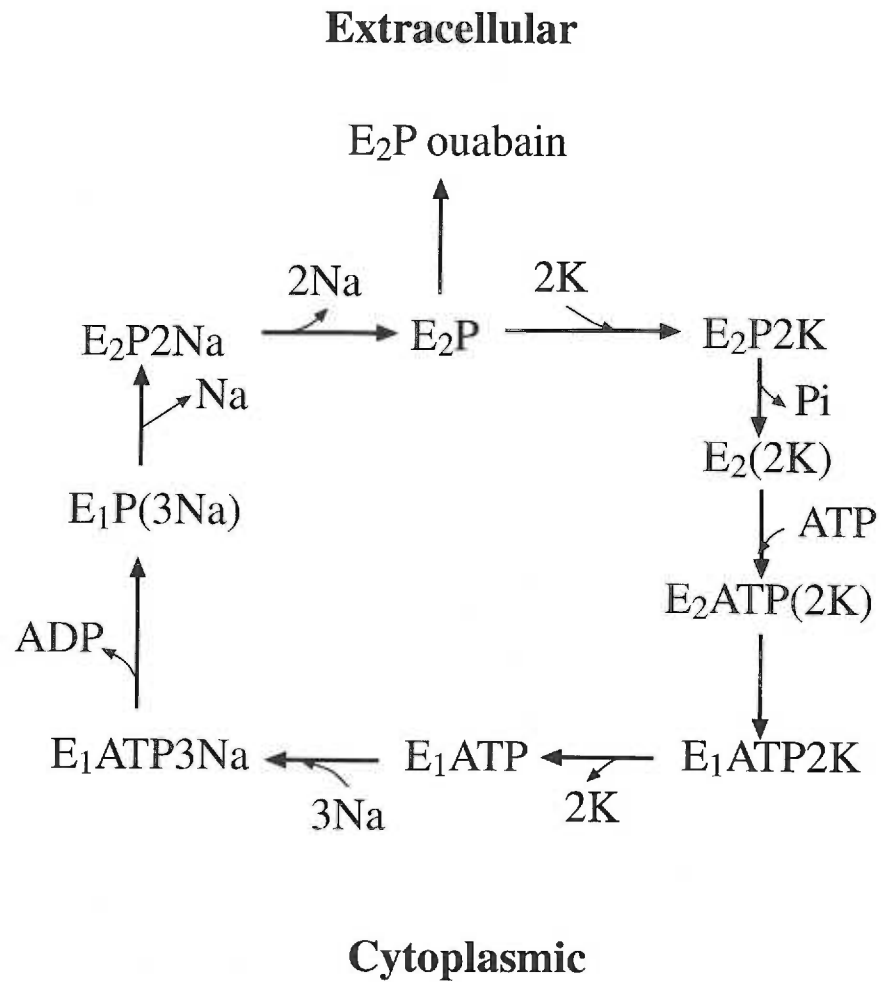 Extracellular
E₂P ouabain
2Na
2K
E₂P2Na
E₂P
E₂P2K
Na
Pi
E₂(2K)
E₁P(3Na)
ATP
E₂ATP(2K)
ADP
E₁ATP3Na
E₁ATP
E₁ATP2K
3Na
2K
Cytoplasmic